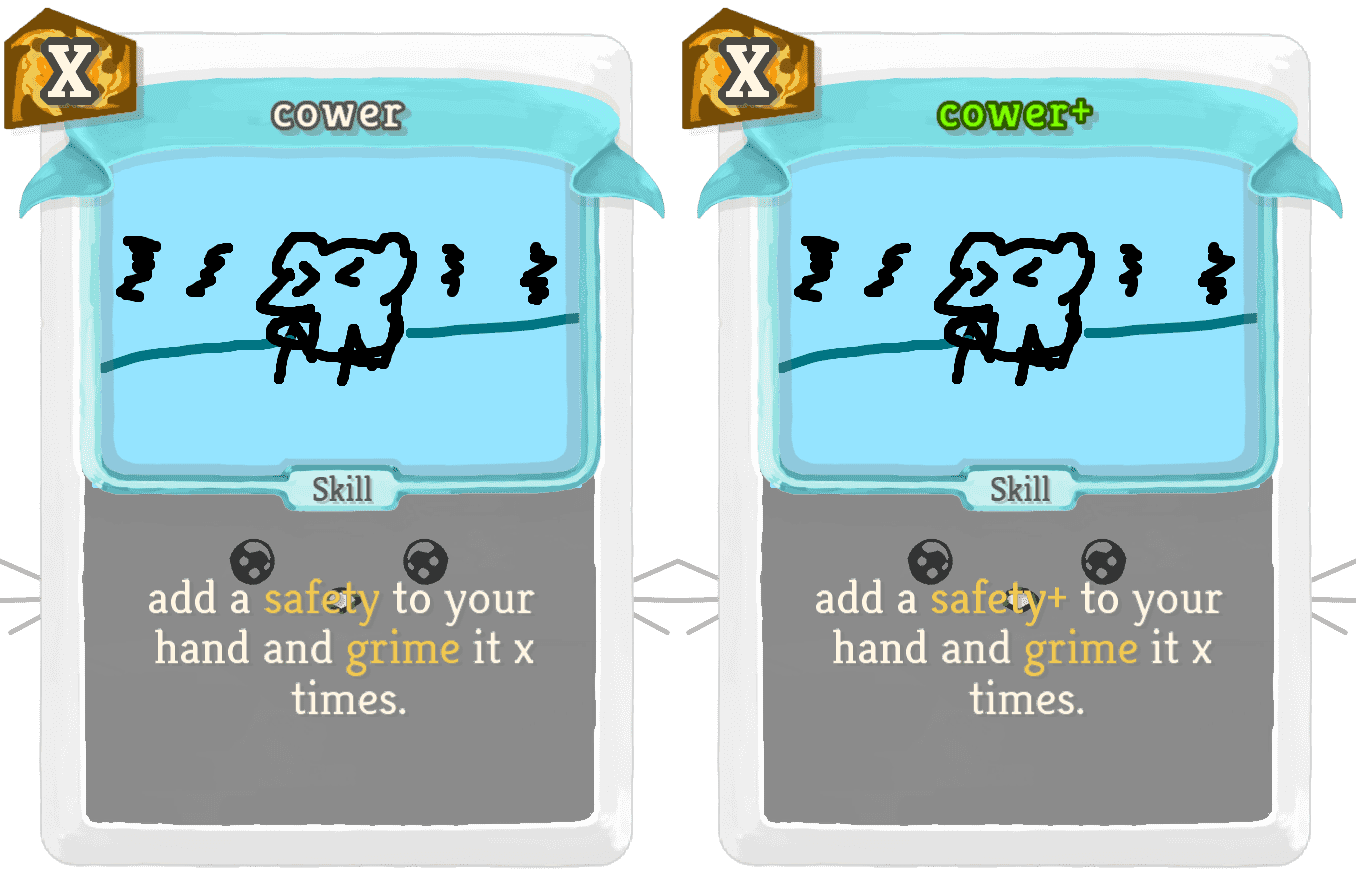 X
cower
Skill
add a safety to your
hand and grime it x
times.
X
cower+
Skill
add a safety+ to your
hand and grime it x
times.